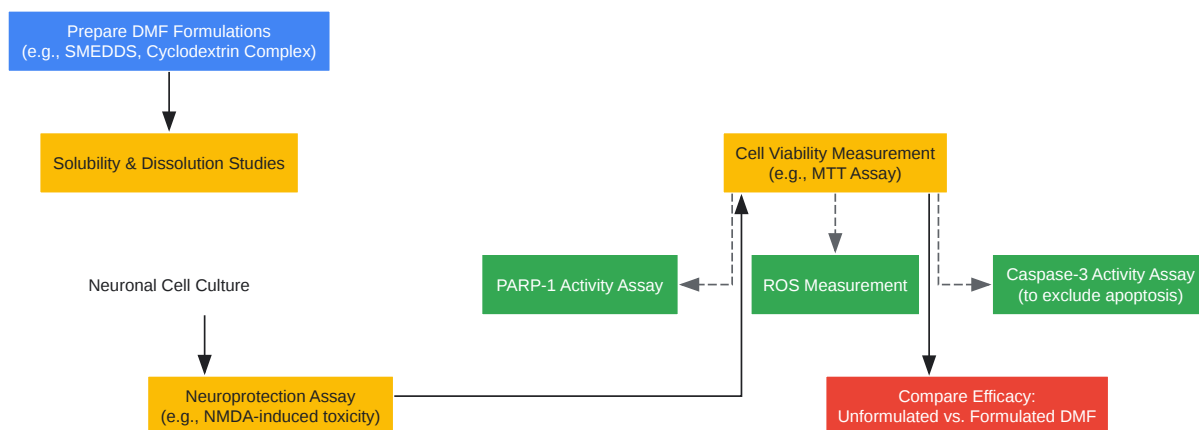 Prepare DMF Formulations
(e.g., SMEDDS, Cyclodextrin Complex)
Solubility & Dissolution Studies
Cell Viability Measurement
(e.g., MTT Assay)
Neuronal Cell Culture
PARP-1 Activity Assay
ROS Measurement
Caspase-3 Activity Assay
(to exclude apoptosis)
Neuroprotection Assay
(e.g., NMDA-induced toxicity)
Compare Efficacy:
Unformulated vs. Formulated DMF